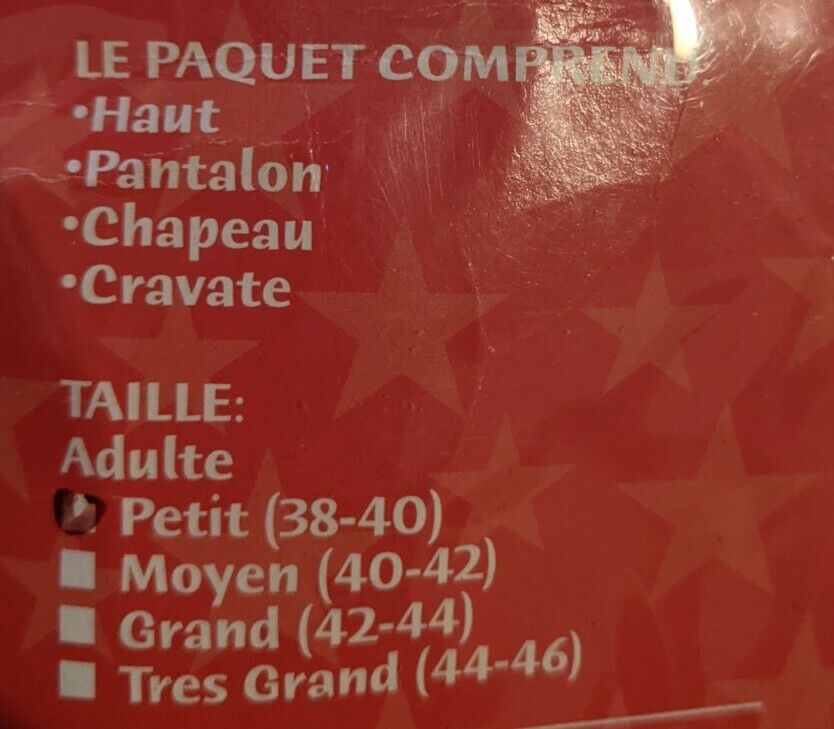 LE PAQUET COMPREND
•Haut
•Pantalon
•Chapeau
•Cravate
TAILLE:
Adulte
Petit (38-40)
Moyen (40-42)
Grand (42-44)
Tres Grand (44-46)